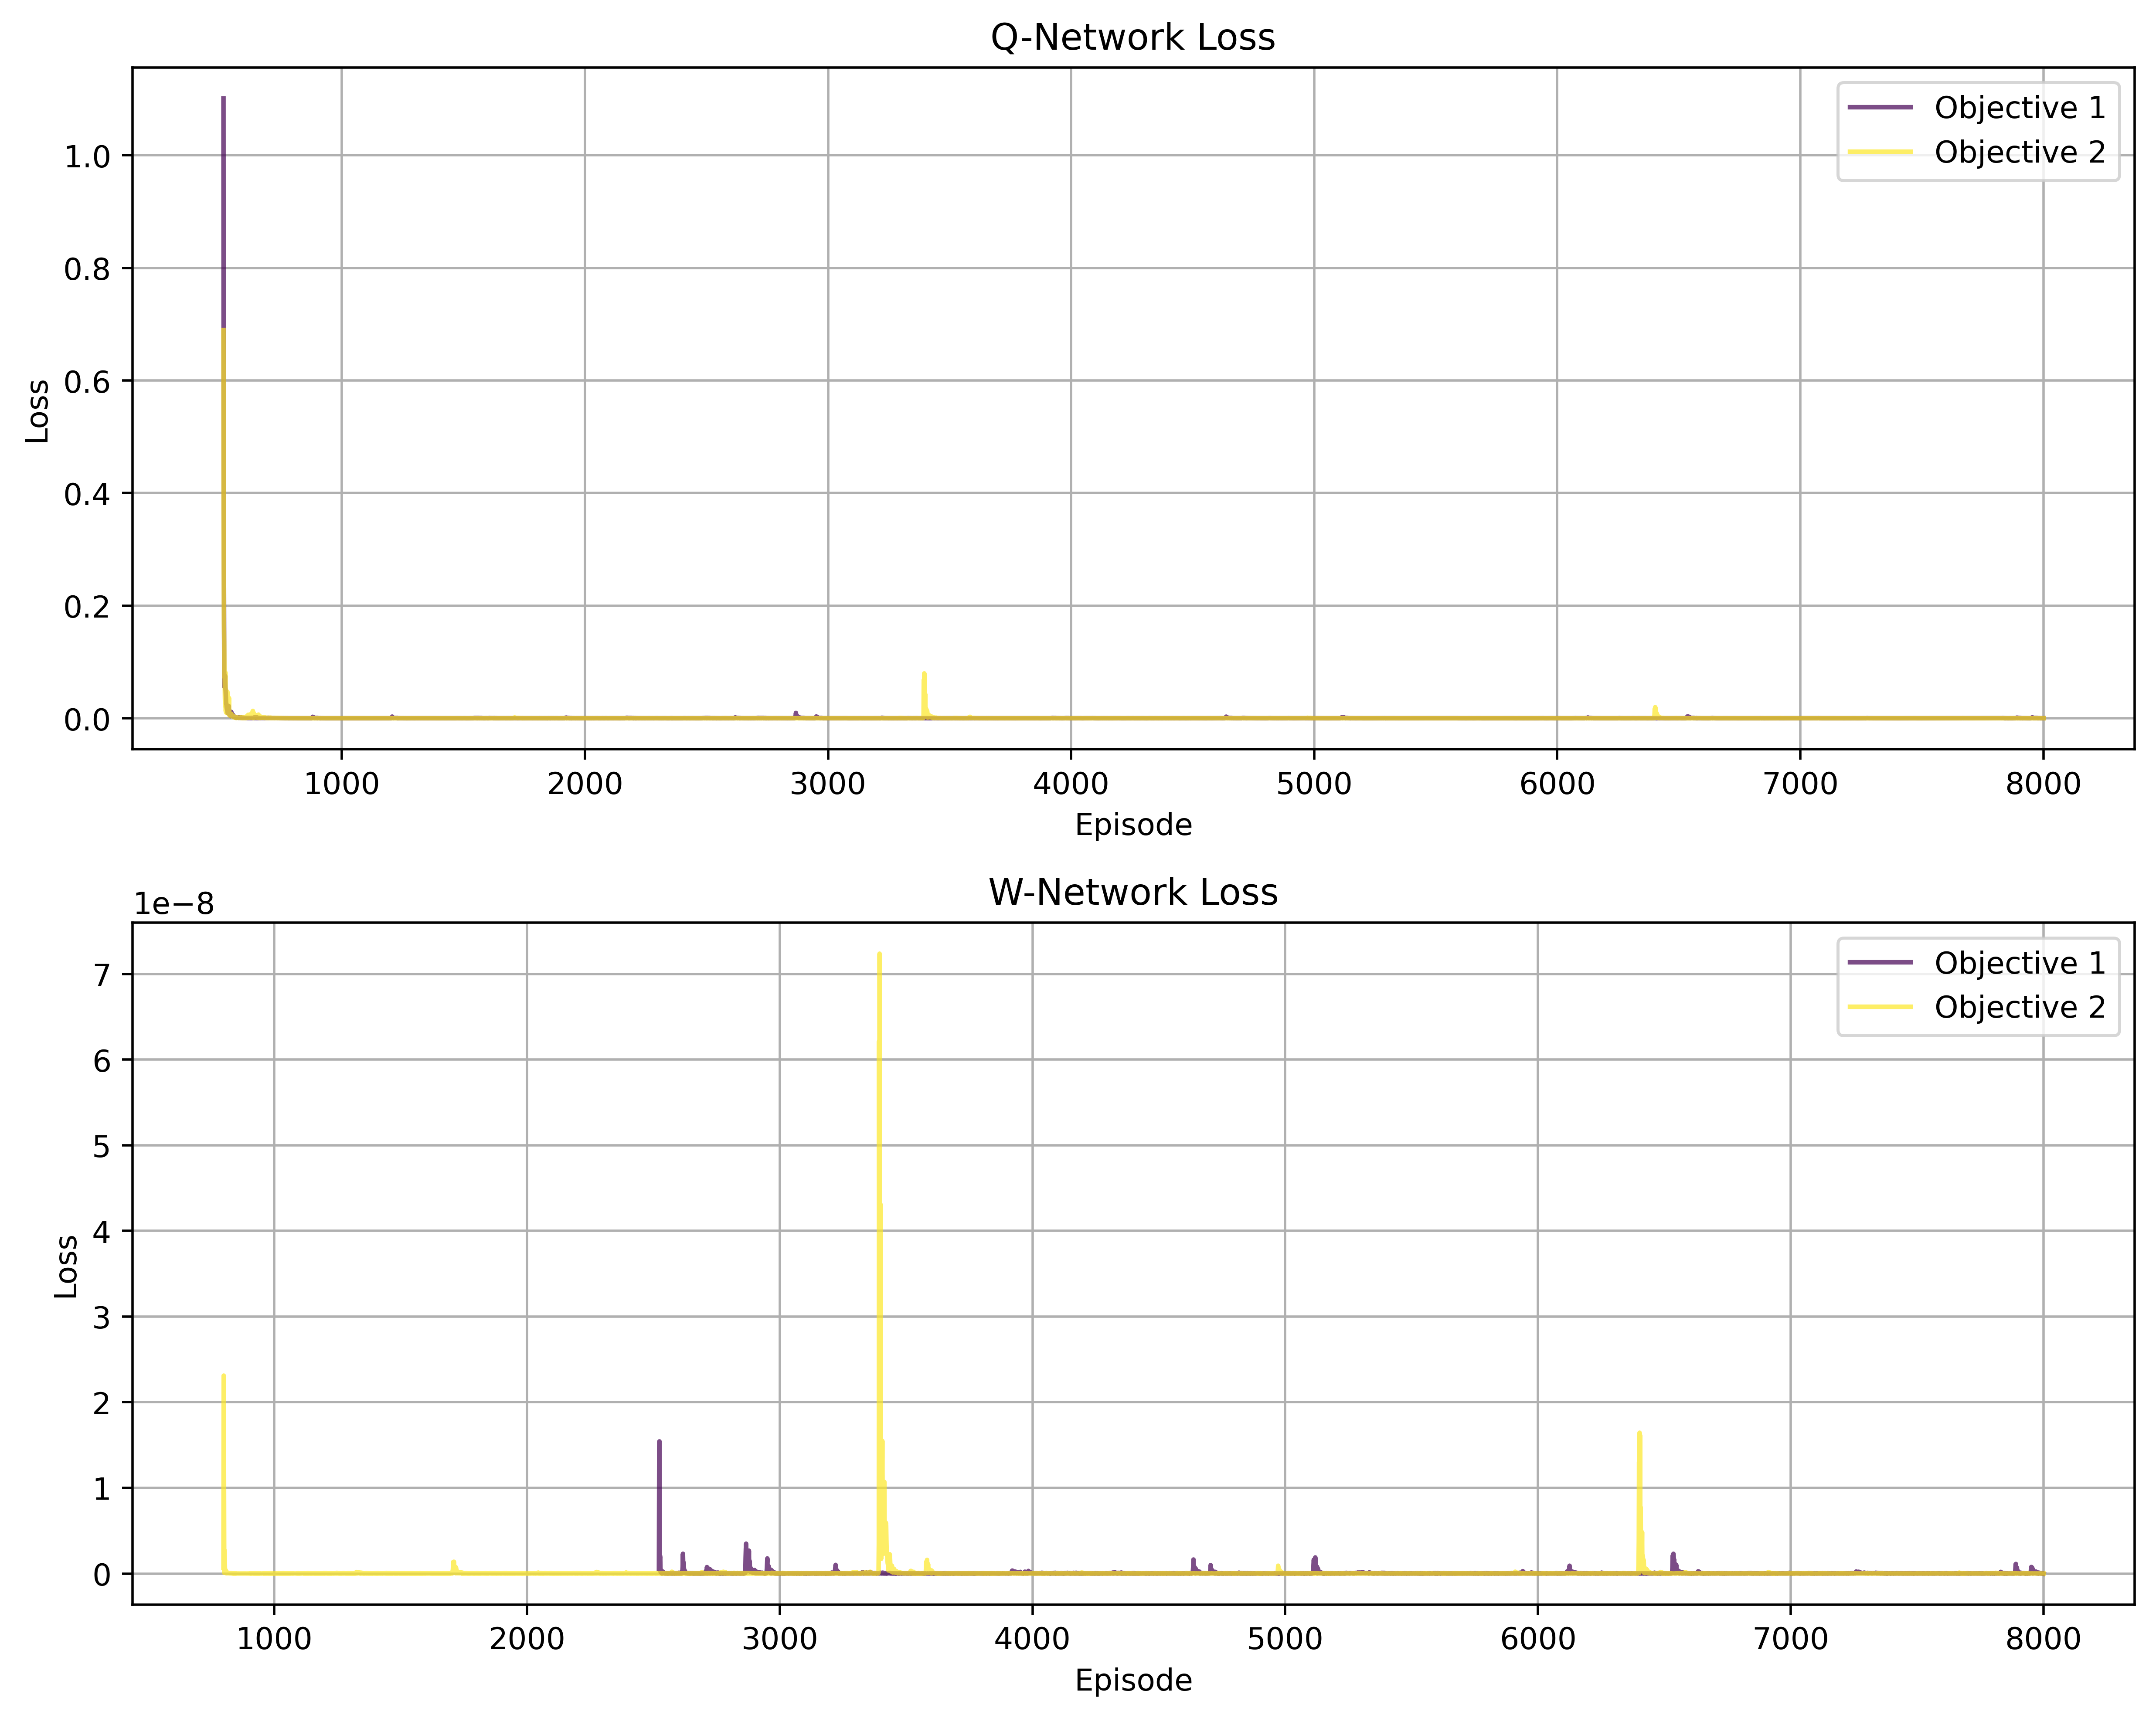 Q-Network Loss
Objective 1
Objective 2
1.0
0.8
0.6
0.4
0.2
0.0
Loss
1000 2000 3000 4000 5000 6000 7000 8000
Episode
W-Network Loss
1e−8
Objective 1
Objective 2
7
6
5
4
3
2
1
0
Loss
1000 2000 3000 4000 5000 6000 7000 8000
Episode